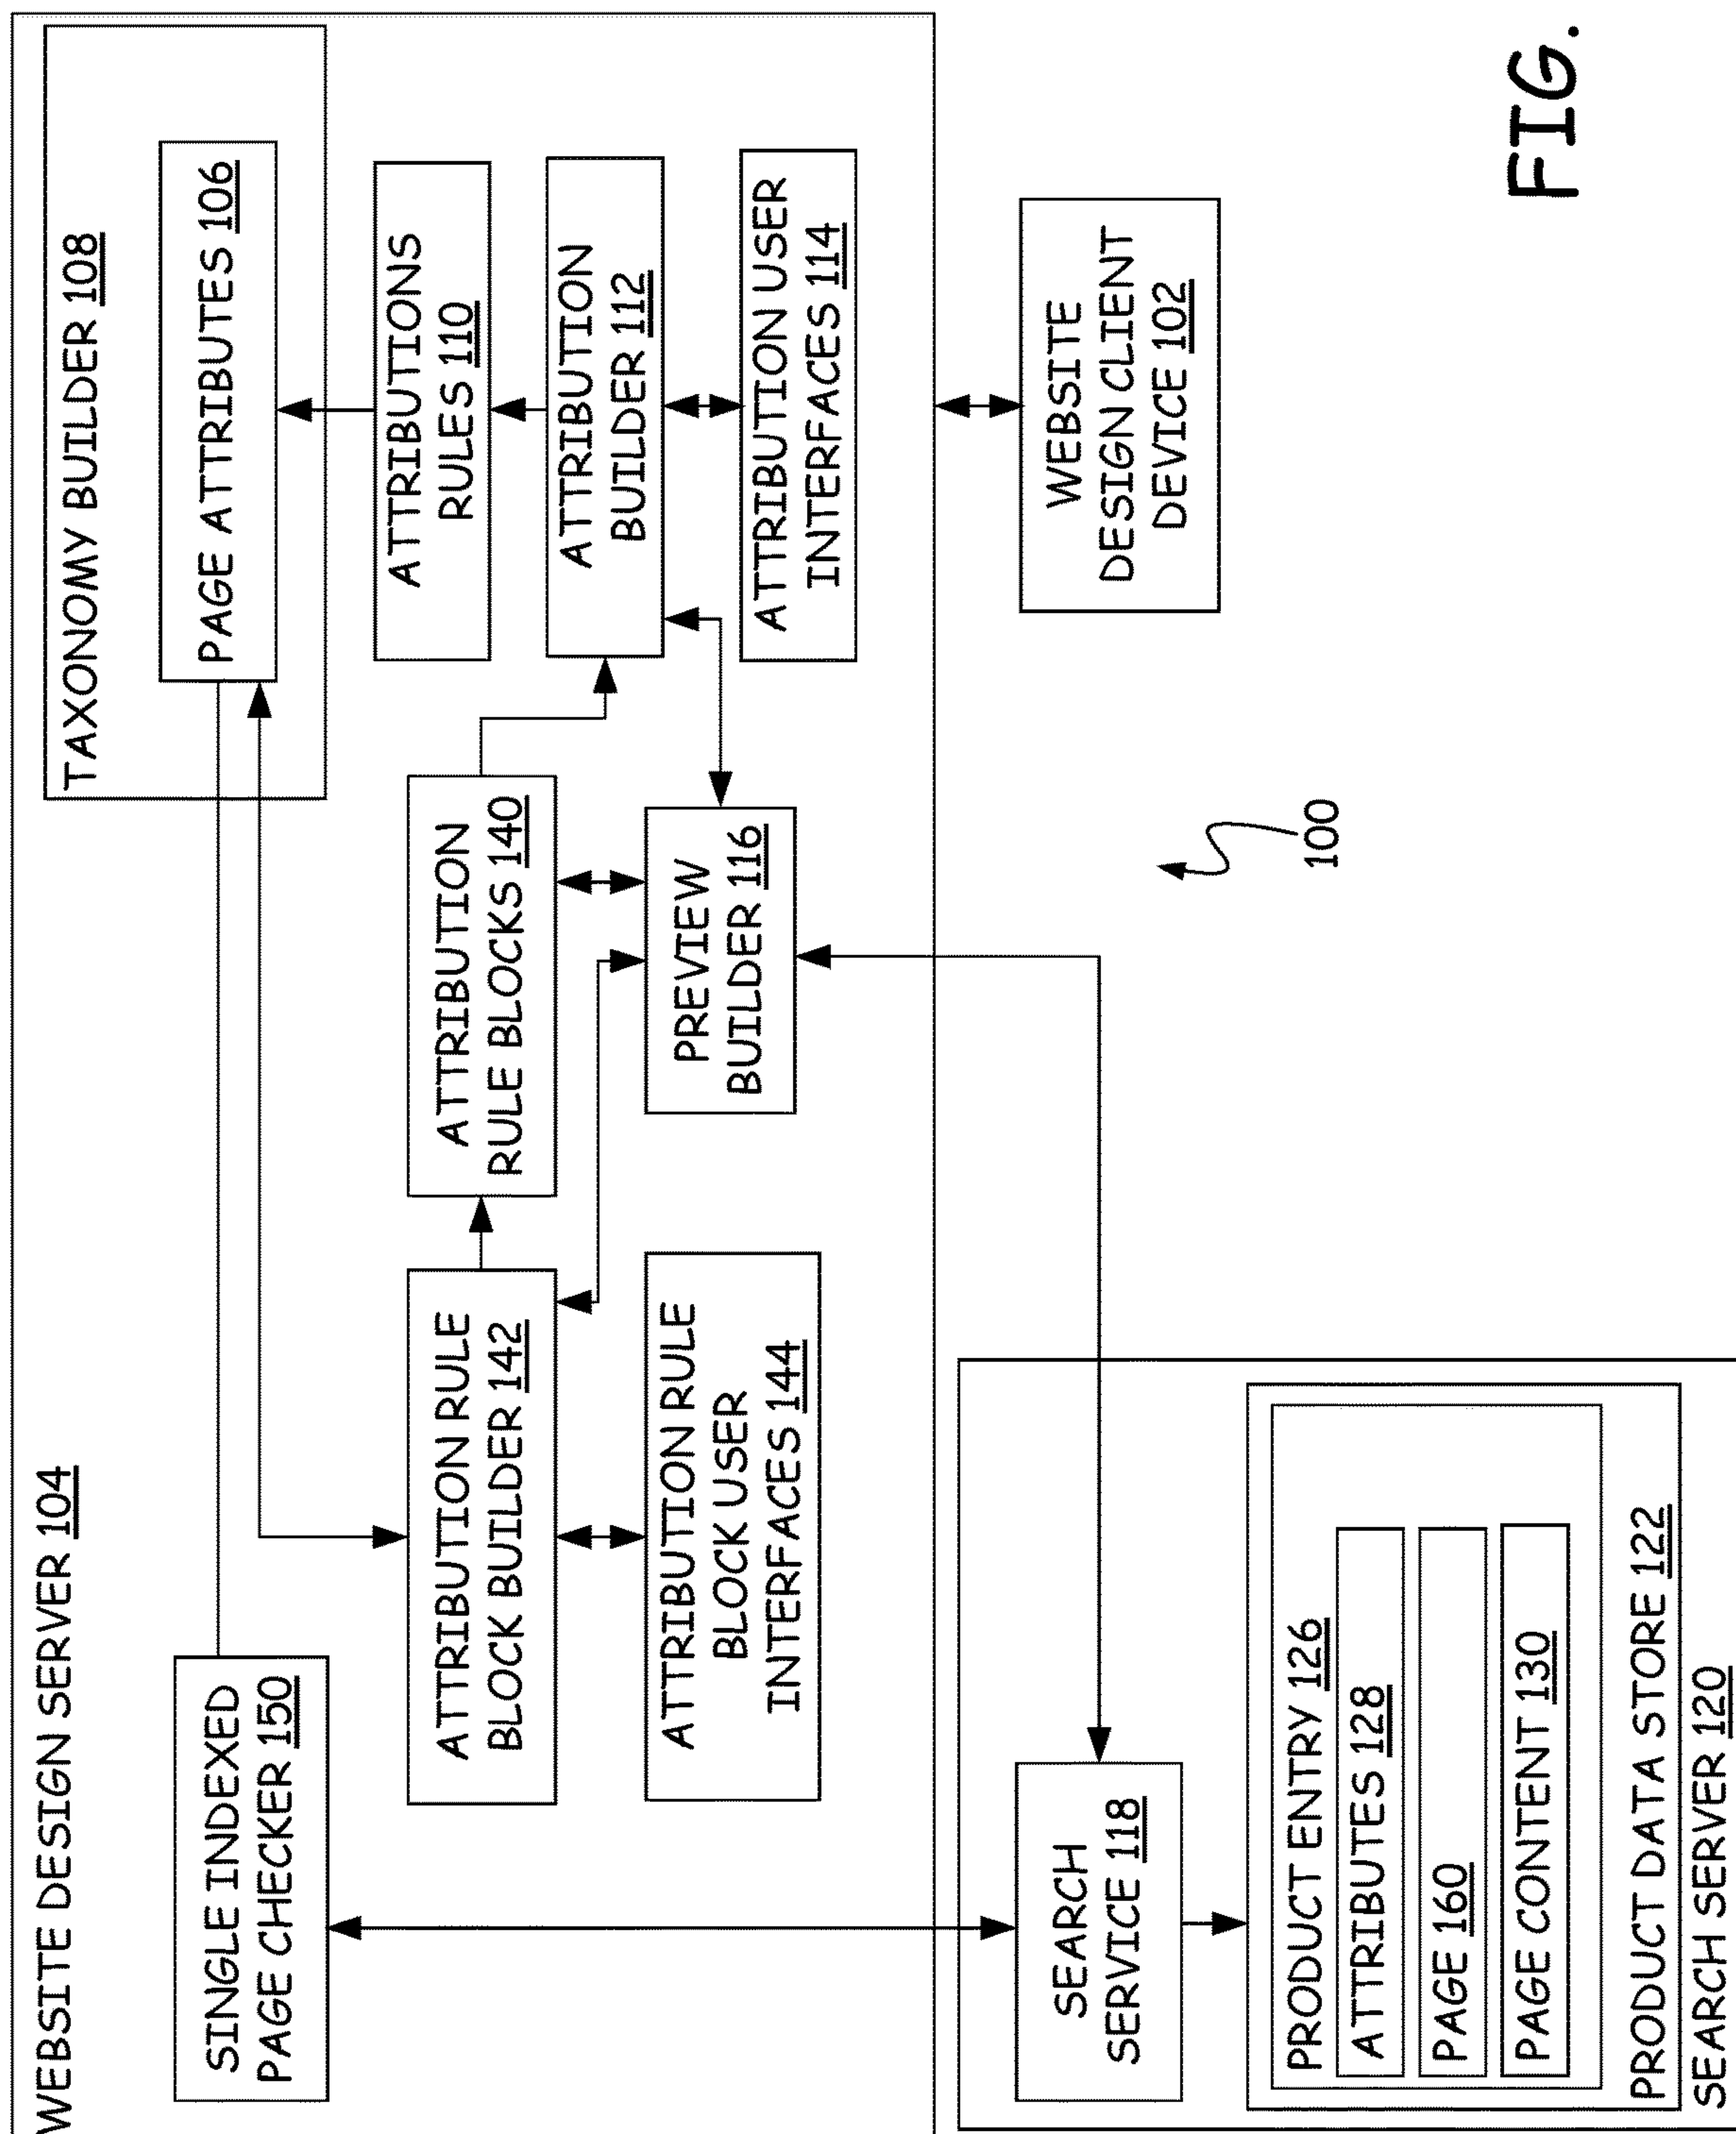 WEBSITE DESIGN SERVER 104
TAXONOMY BUILDER 108
SINGLE INDEXED
PAGE CHECKER 150
PAGE ATTRIBUTES 106
ATTRIBUTION RULE
BLOCK BUILDER 142
ATTRIBUTION
RULE BLOCKS 140
ATTRIBUTIONS
RULES 110
ATTRIBUTION
BUILDER 112
ATTRIBUTION RULE
BLOCK USER
INTERFACES 144
PREVIEW
BUILDER 116
ATTRIBUTION USER
INTERFACES 114
SEARCH
SERVICE 118
WEBSITE
DESIGN CLIENT
DEVICE 102
PRODUCT ENTRY 126
ATTRIBUTES 128
PAGE 160
PAGE CONTENT 130
PRODUCT DATA STORE 122
SEARCH SERVER 120
100
FIG.